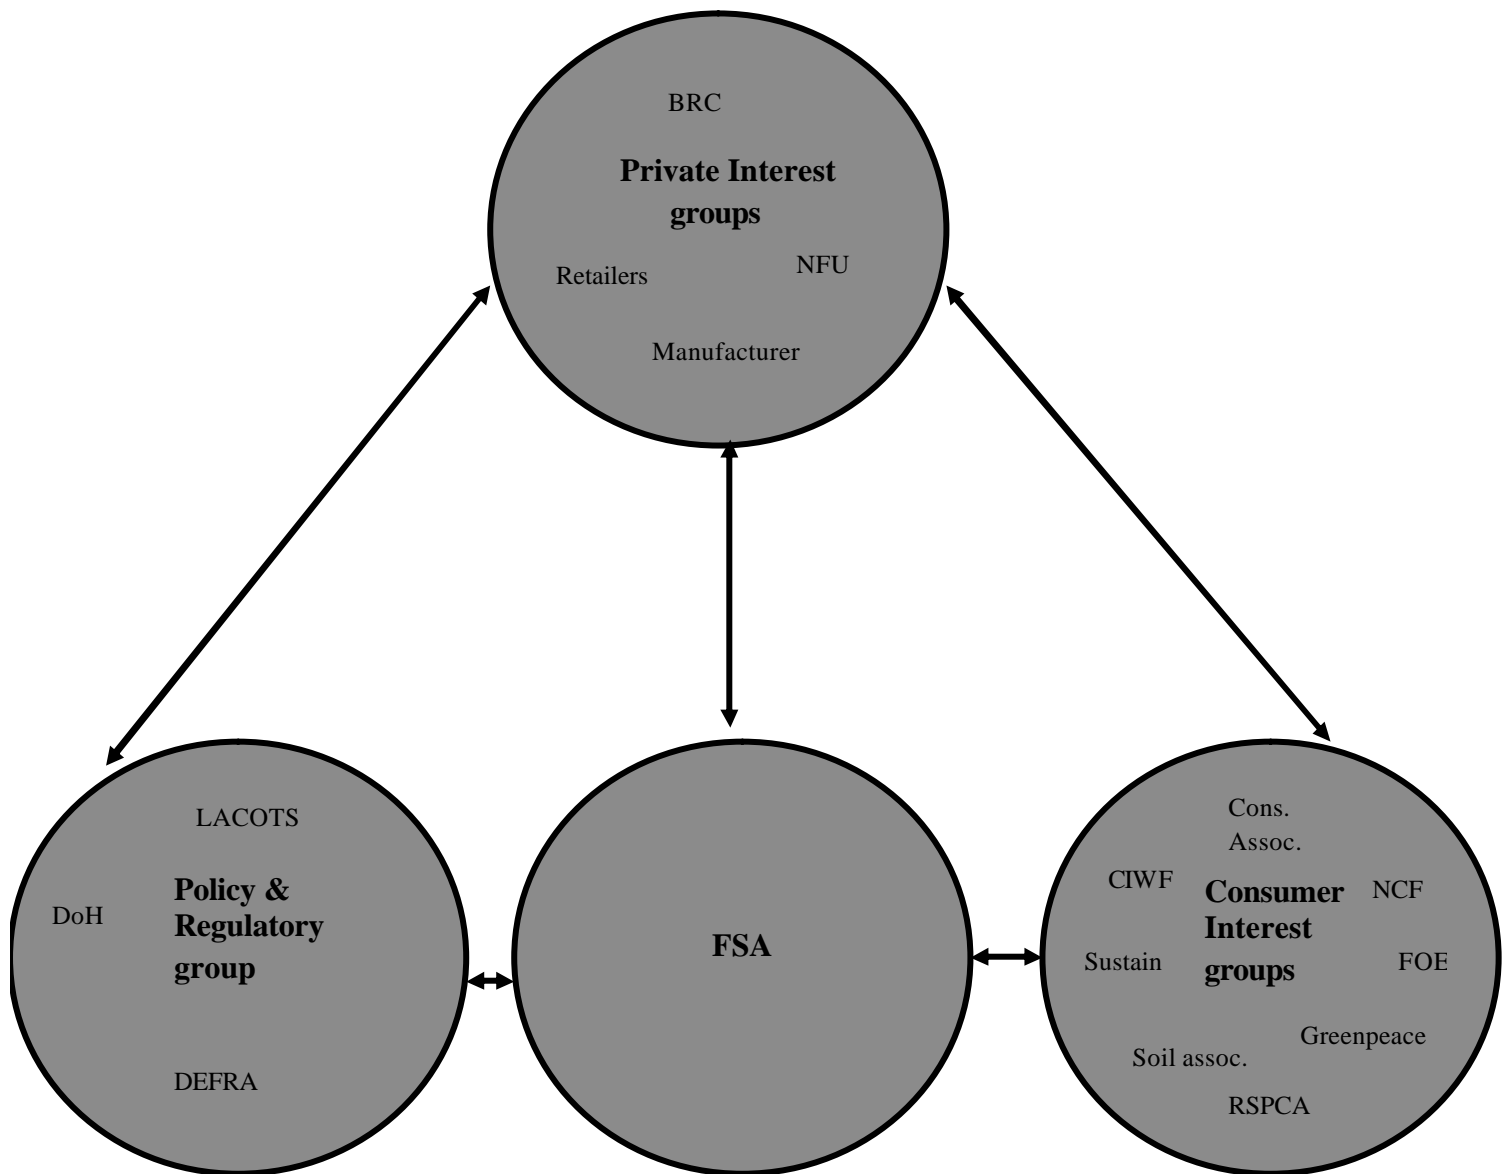 BRC
Private Interest
groups
Retailers
NFU
Manufacturer
LACOTS
DoH
Policy &
Regulatory
group
DEFRA
FSA
Cons.
Assoc.
CIWF
Consumer
Interest
groups
NCF
Sustain
FOE
Greenpeace
Soil assoc.
RSPCA